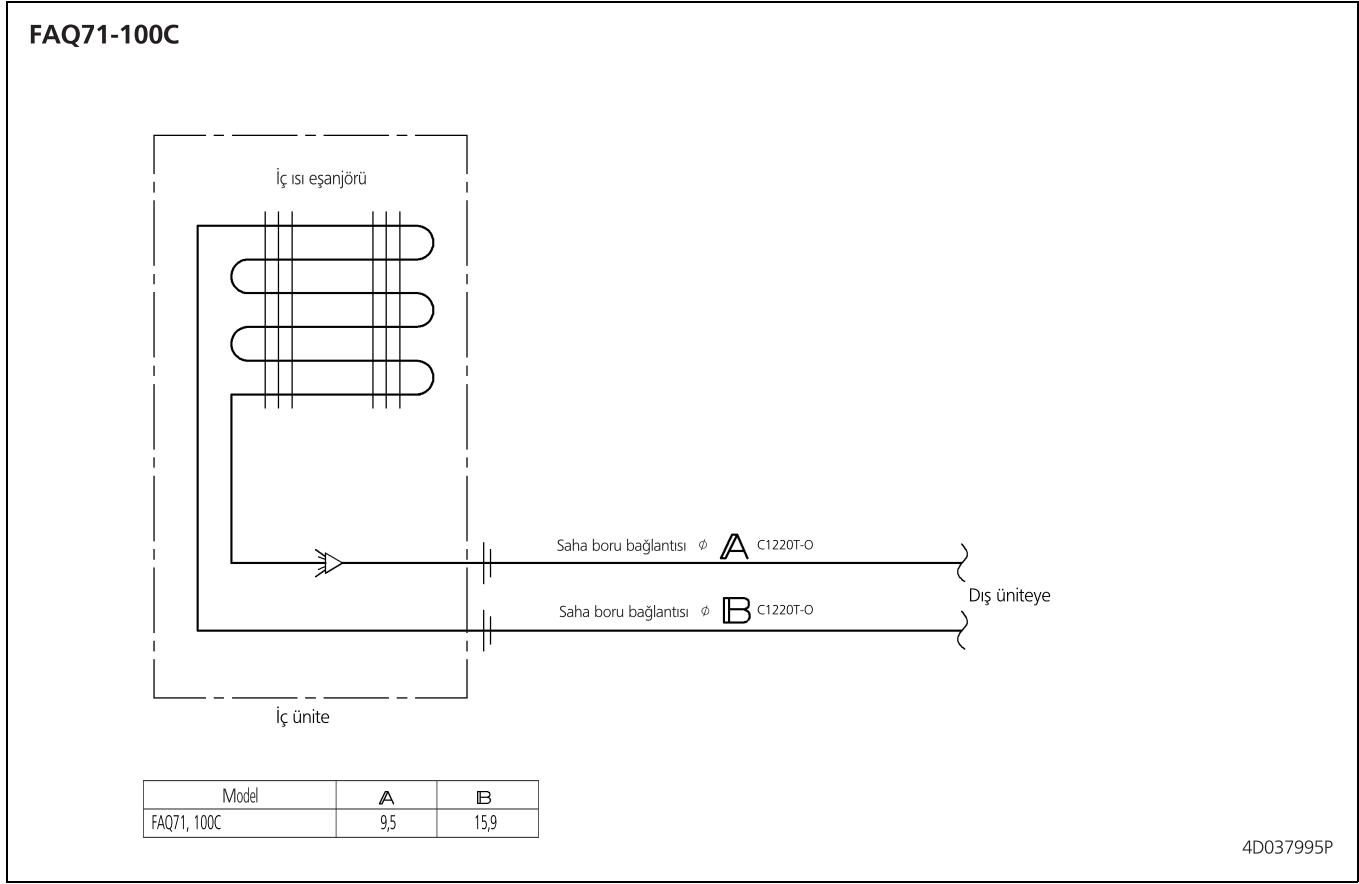 FAQ71-100C
İç ısı eşanjörü
Saha boru bağlantısı ø A C1220T-O
Dış üniteye
Saha boru bağlantısı ø B C1220T-O
İç ünite
Model A B
FAQ71, 100C 9,5 15,9
4D037995P